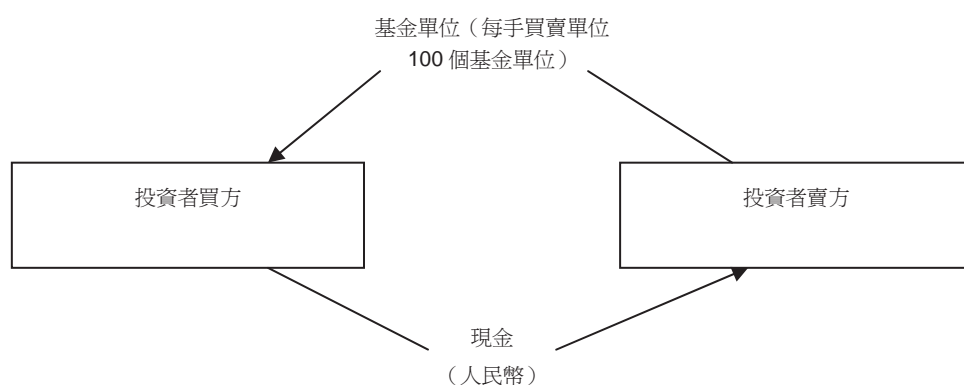 基金單位（每手買賣單位
100 個基金單位）
投資者買方
投資者賣方
現金
（人民幣）